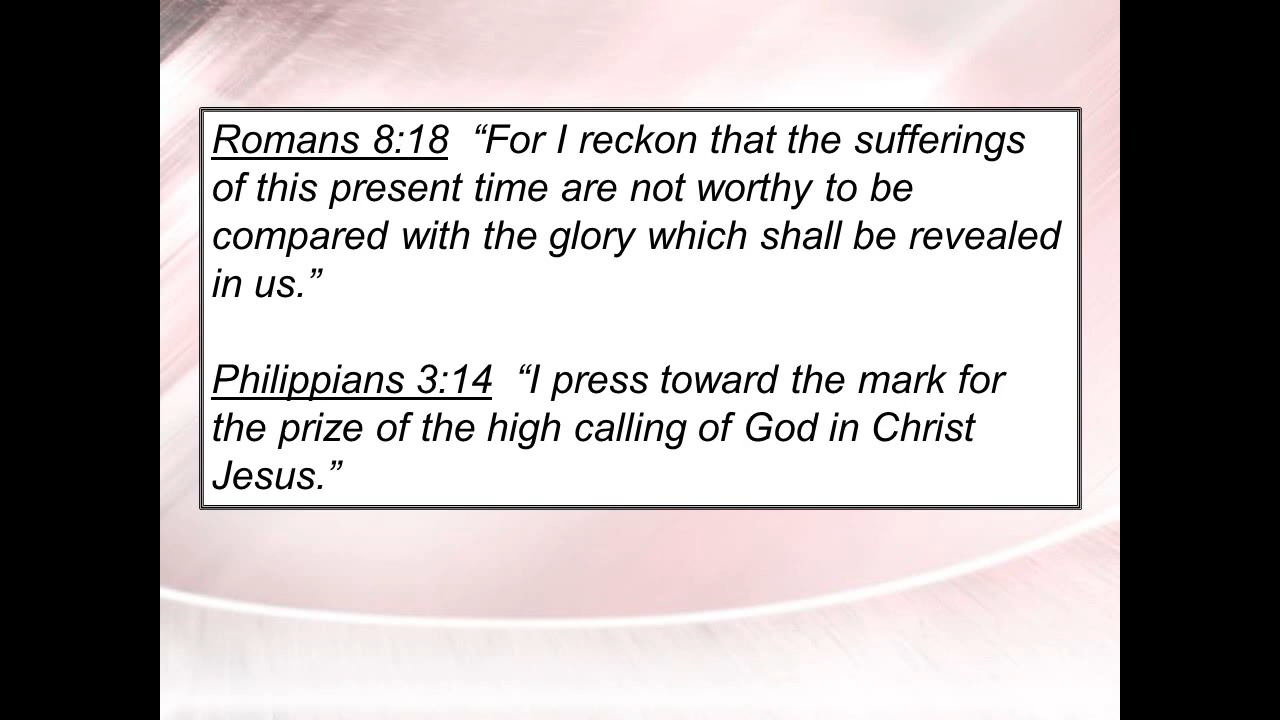 Romans 8:18  “For I reckon that the sufferings
of this present time are not worthy to be
compared with the glory which shall be revealed
in us.”
Philippians 3:14  “I press toward the mark for
the prize of the high calling of God in Christ
Jesus.”